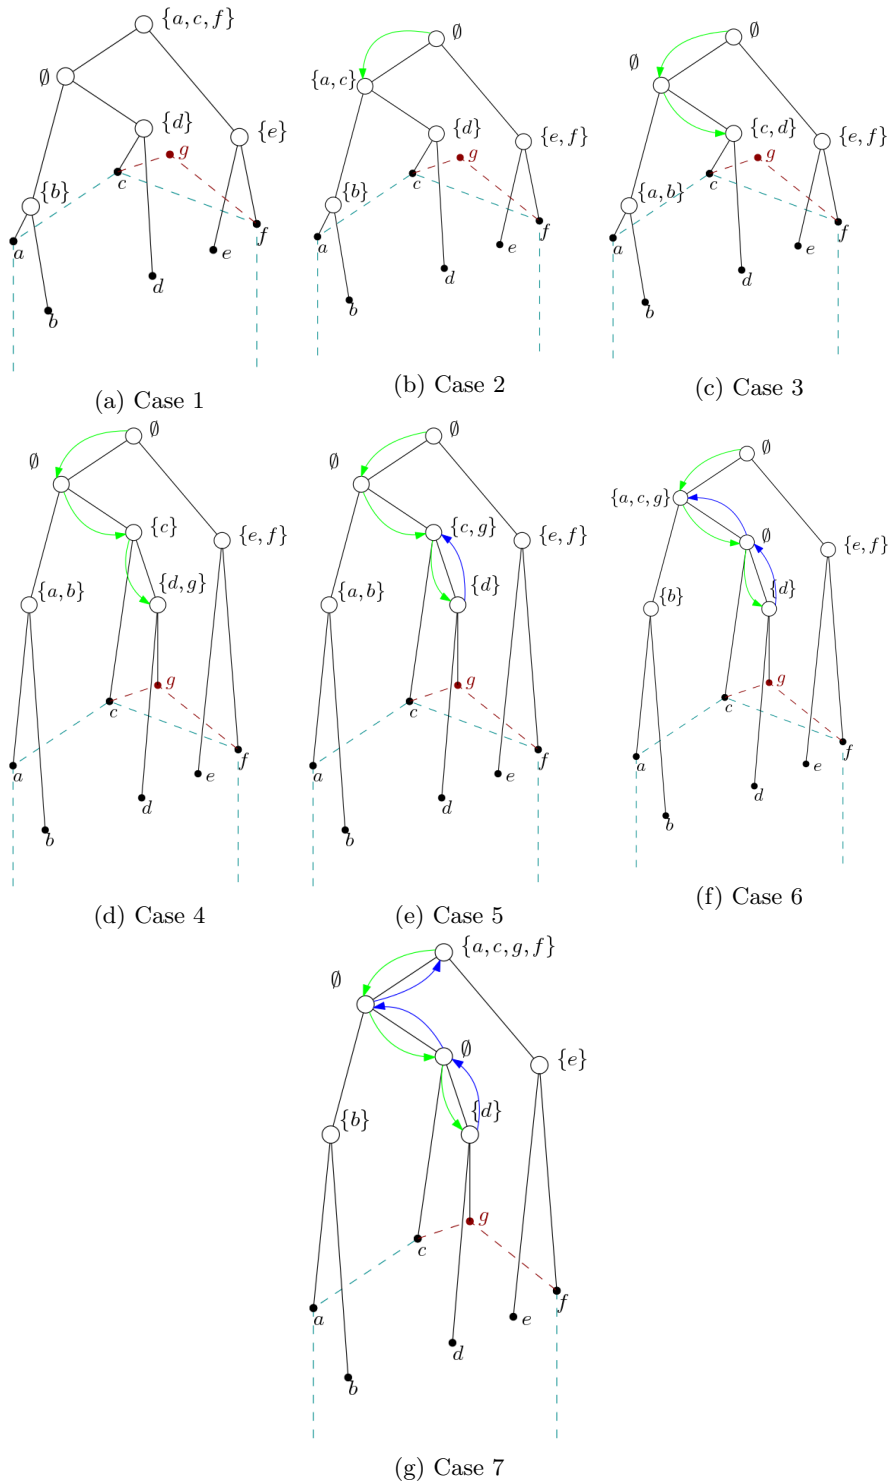 {a, c, f}
∅
{d}
{e}
g
c
{b}
a
f
e
d
b
(a) Case 1
∅
{a, c}
{d}
{e, f}
g
c
{b}
a
f
e
d
b
(b) Case 2
∅
∅
{c, d}
{e, f}
g
c
{a, b}
a
f
e
d
b
(c) Case 3
∅
∅
{c}
{e, f}
{d, g}
{a, b}
g
c
f
a
e
d
b
(d) Case 4
∅
∅
{c, g}
{e, f}
{d}
{a, b}
g
c
f
a
e
d
b
(e) Case 5
{a, c, g}
∅
∅
{e, f}
{d}
{b}
g
c
f
a
e
d
b
(f) Case 6
{a, c, g, f}
∅
∅
{e}
{d}
{b}
g
c
f
a
e
d
b
(g) Case 7